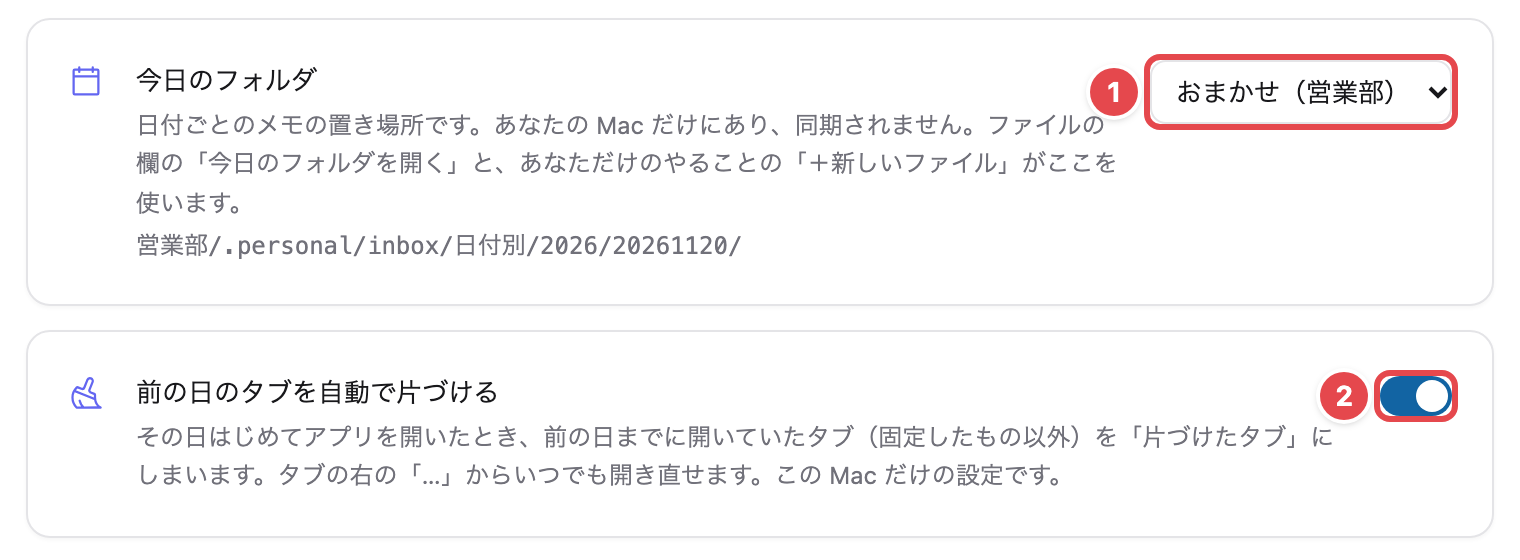 今日のフォルダ
1
おまかせ（営業部）
日付ごとのメモの置き場所です。あなたの Mac だけにあり、同期されません。ファイルの
欄の「今日のフォルダを開く」と、あなただけのやることの「＋新しいファイル」がここを
使います。
営業部/.personal/inbox/日付別/2026/20261120/
前の日のタブを自動で片づける
2
その日はじめてアプリを開いたとき、前の日までに開いていたタブ（固定したもの以外）を「片づけたタブ」に
しまいます。タブの右の「…」からいつでも開き直せます。この Mac だけの設定です。